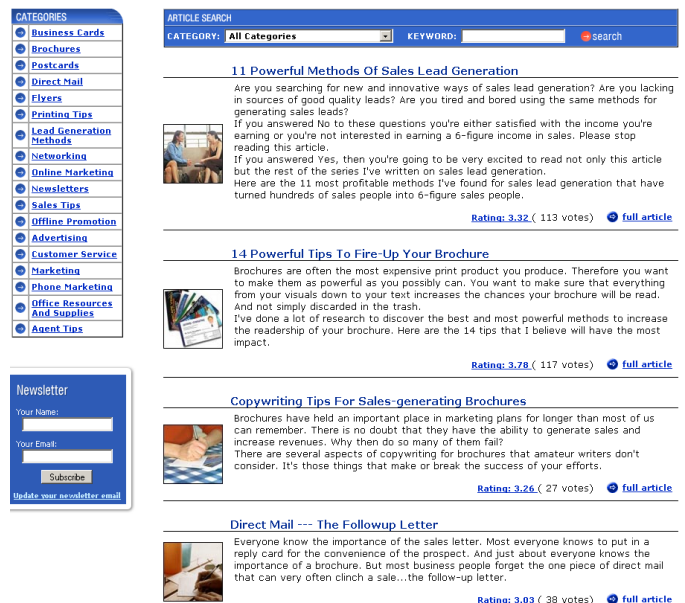 CATEGORIES
Business Cards
Brochures
Postcards
Direct Mail
Flyers
Printing Tips
Lead Generation
Methods
Networking
Online Marketing
Newsletters
Sales Tips
Offline Promotion
Advertising
Customer Service
Marketing
Phone Marketing
Office Resources
And Supplies
Agent Tips
Newsletter
Your Name:
Your Email:
Subscribe
Update your newsletter email
ARTICLE SEARCH
CATEGORY: All Categories KEYWORD: search
11 Powerful Methods Of Sales Lead Generation
Are you searching for new and innovative ways of sales lead generation? Are you lacking
in sources of good quality leads? Are you tired and bored using the same methods for
generating sales leads?
If you answered No to these questions you're either satisfied with the income you're
earning or you're not interested in earning a 6-figure income in sales. Please stop
reading this article.
If you answered Yes, then you're going to be very excited to read not only this article
but the rest of the series I've written on sales lead generation.
Here are the 11 most profitable methods I've found for sales lead generation that have
turned hundreds of sales people into 6-figure sales people.
Rating: 3.32 ( 113 votes) full article
14 Powerful Tips To Fire-Up Your Brochure
Brochures are often the most expensive print product you produce. Therefore you want
to make them as powerful as you possibly can. You want to make sure that everything
from your visuals down to your text increases the chances your brochure will be read.
And not simply discarded in the trash.
I've done a lot of research to discover the best and most powerful methods to increase
the readership of your brochure. Here are the 14 tips that I believe will have the most
impact.
Rating: 3.78 ( 117 votes) full article
Copywriting Tips For Sales-generating Brochures
Brochures have held an important place in marketing plans for longer than most of us
can remember. There is no doubt that they have the ability to generate sales and
increase revenues. Why then do so many of them fail?
There are several aspects of copywriting for brochures that amateur writers don't
consider. It's those things that make or break the success of your efforts.
Rating: 3.26 ( 27 votes) full article
Direct Mail --- The Followup Letter
Everyone know the importance of the sales letter. Most everyone knows to put in a
reply card for the convenience of the prospect. And just about everyone knows the
importance of a brochure. But most business people forget the one piece of direct mail
that can very often clinch a sale...the follow-up letter.
Rating: 3.03 ( 38 votes) full article